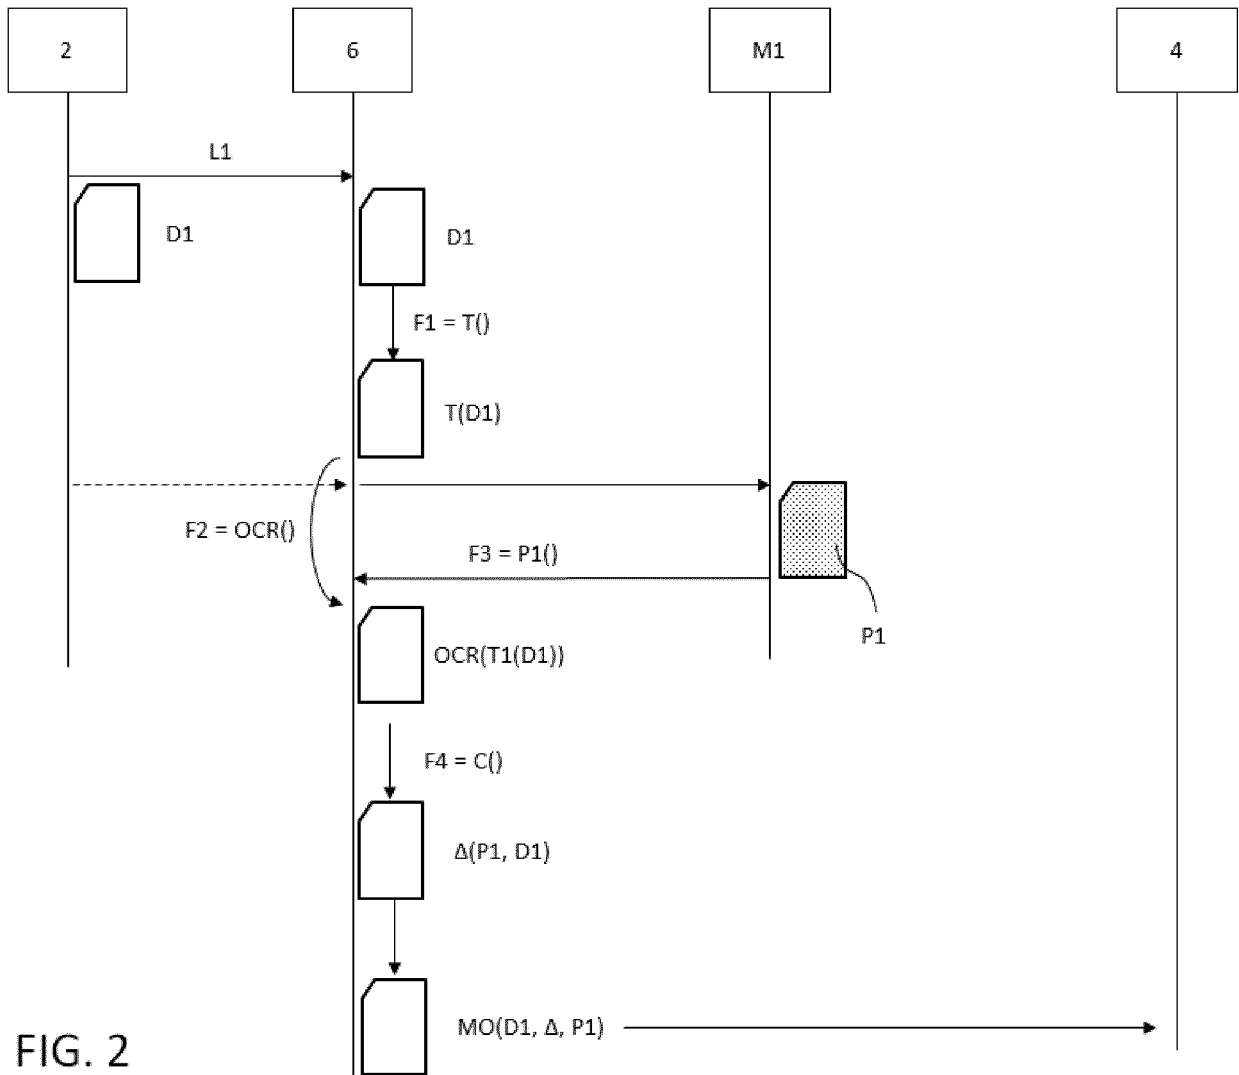 2
6
M1
4
L1
D1
D1
F1 = T()
T(D1)
F2 = OCR()
F3 = P1()
P1
OCR(T1(D1))
F4 = C()
Δ(P1, D1)
MO(D1, Δ, P1)
FIG. 2